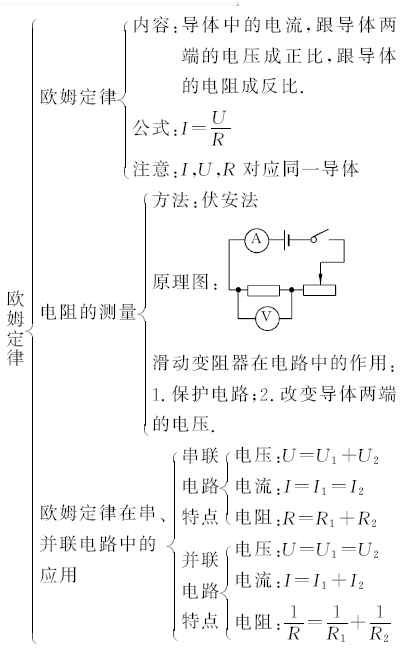 欧姆定律
欧姆定律
内容:导体中的电流,跟导体两
端的电压成正比,跟导体
的电阻成反比.
公式:I=U/R
注意:I,U,R 对应同一导体
电阻的测量
方法:伏安法
原理图:
A
V
滑动变阻器在电路中的作用:
1.保护电路;2.改变导体两端
的电压.
欧姆定律在串、
并联电路中的
应用
串联
电路
特点
电压:U=U₁+U₂
电流:I=I₁=I₂
电阻:R=R₁+R₂
并联
电路
特点
电压:U=U₁=U₂
电流:I=I₁+I₂
电阻:1/R=1/R₁+1/R₂